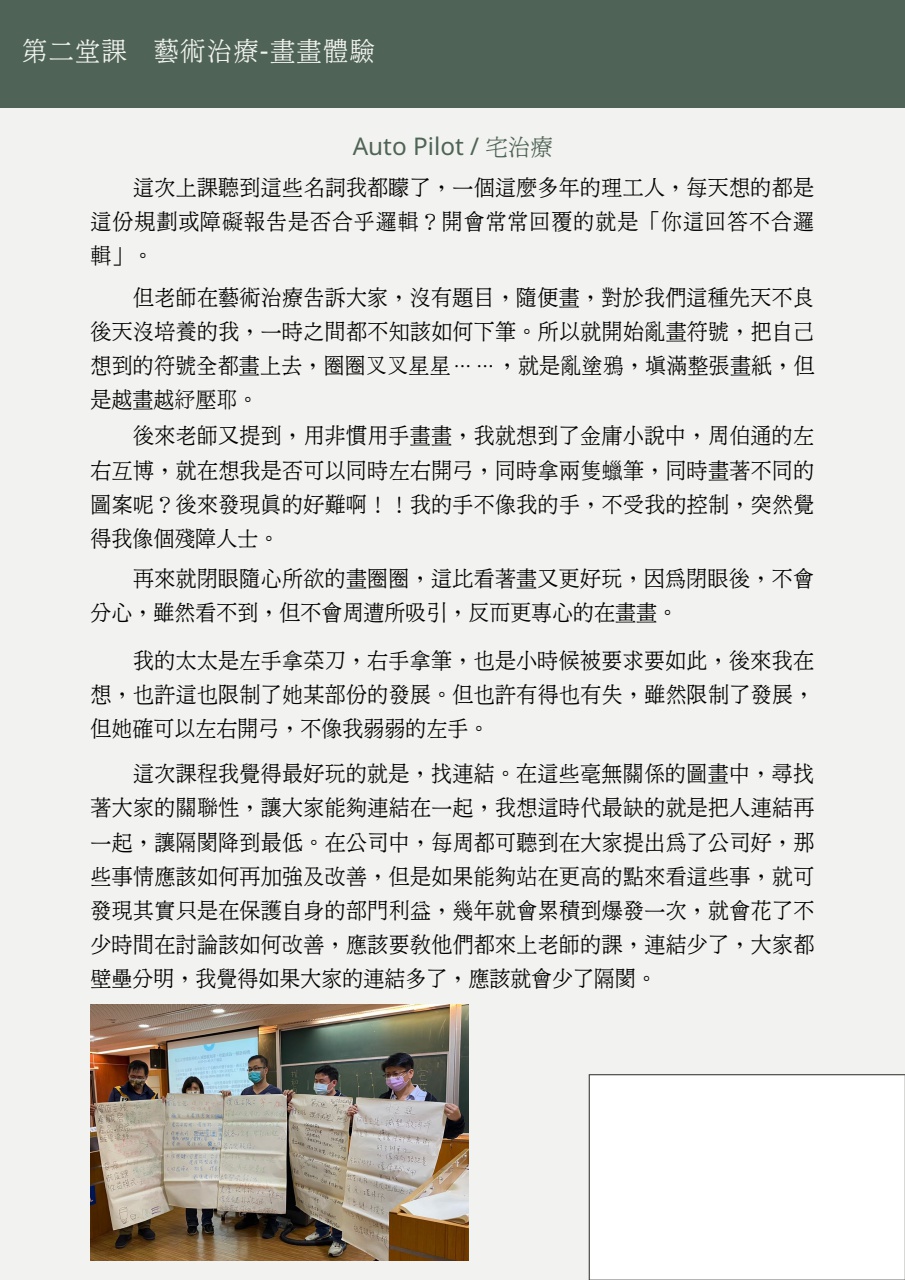 第二堂課　藝術治療-畫畫體驗
Auto Pilot / 宅治療
這次上課聽到這些名詞我都矇了，一個這麼多年的理工人，每天想的都是
這份規劃或障礙報告是否合乎邏輯？開會常常回覆的就是「你這回答不合邏
輯」。
但老師在藝術治療告訴大家，沒有題目，隨便畫，對於我們這種先天不良
後天沒培養的我，一時之間都不知該如何下筆。所以就開始亂畫符號，把自己
想到的符號全都畫上去，圈圈叉叉星星……，就是亂塗鴉，填滿整張畫紙，但
是越畫越紓壓耶。
後來老師又提到，用非慣用手畫畫，我就想到了金庸小說中，周伯通的左
右互搏，就在想我是否可以同時左右開弓，同時拿兩隻蠟筆，同時畫著不同的
圖案呢？後來發現真的好難啊！！我的手不像我的手，不受我的控制，突然覺
得我像個殘障人士。
再來就閉眼隨心所欲的畫圈圈，這比看著畫又更好玩，因為閉眼後，不會
分心，雖然看不到，但不會周遭所吸引，反而更專心的在畫畫。
我的太太是左手拿菜刀，右手拿筆，也是小時候被要求要如此，後來我在
想，也許這也限制了她某部份的發展。但也許有得也有失，雖然限制了發展，
但她確可以左右開弓，不像我弱弱的左手。
這次課程我覺得最好玩的就是，找連結。在這些毫無關係的圖畫中，尋找
著大家的關聯性，讓大家能夠連結在一起，我想這時代最缺的就是把人連結再
一起，讓隔閡降到最低。在公司中，每周都可聽到在大家提出為了公司好，那
些事情應該如何再加強及改善，但是如果能夠站在更高的點來看這些事，就可
發現其實只是在保護自身的部門利益，幾年就會累積到爆發一次，就會花了不
少時間在討論該如何改善，應該要教他們都來上老師的課，連結少了，大家都
壁壘分明，我覺得如果大家的連結多了，應該就會少了隔閡。